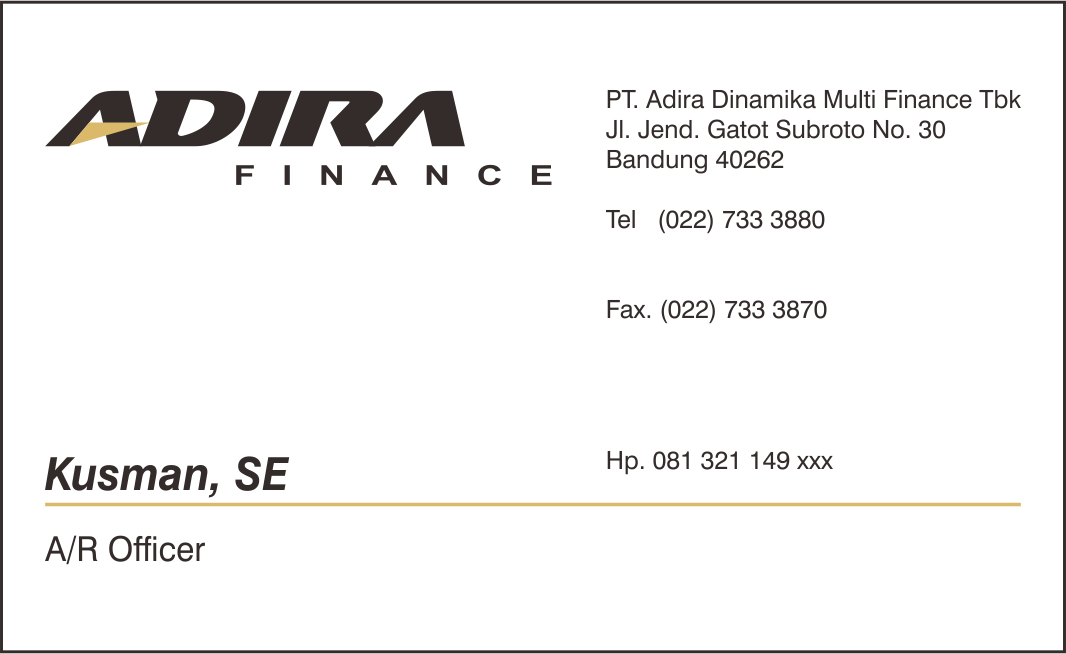 ADIRA
FINANCE
PT. Adira Dinamika Multi Finance Tbk
Jl. Jend. Gatot Subroto No. 30
Bandung 40262
Tel (022) 733 3880
Fax. (022) 733 3870
Hp. 081 321 149 xxx
Kusman, SE
A/R Officer